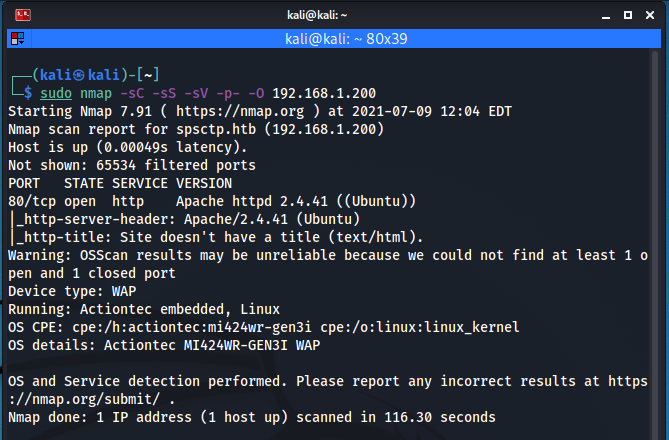 kali@kali: ~
kali@kali: ~ 80x39
┌──(kali㉿kali)-[~]
└─$ sudo nmap -sC -sS -sV -p- -O 192.168.1.200
Starting Nmap 7.91 ( https://nmap.org ) at 2021-07-09 12:04 EDT
Nmap scan report for spsctp.htb (192.168.1.200)
Host is up (0.00049s latency).
Not shown: 65534 filtered ports
PORT   STATE SERVICE VERSION
80/tcp open  http    Apache httpd 2.4.41 ((Ubuntu))
|_http-server-header: Apache/2.4.41 (Ubuntu)
|_http-title: Site doesn't have a title (text/html).
Warning: OSScan results may be unreliable because we could not find at least 1 o
pen and 1 closed port
Device type: WAP
Running: Actiontec embedded, Linux
OS CPE: cpe:/h:actiontec:mi424wr-gen3i cpe:/o:linux:linux_kernel
OS details: Actiontec MI424WR-GEN3I WAP

OS and Service detection performed. Please report any incorrect results at https
://nmap.org/submit/ .
Nmap done: 1 IP address (1 host up) scanned in 116.30 seconds